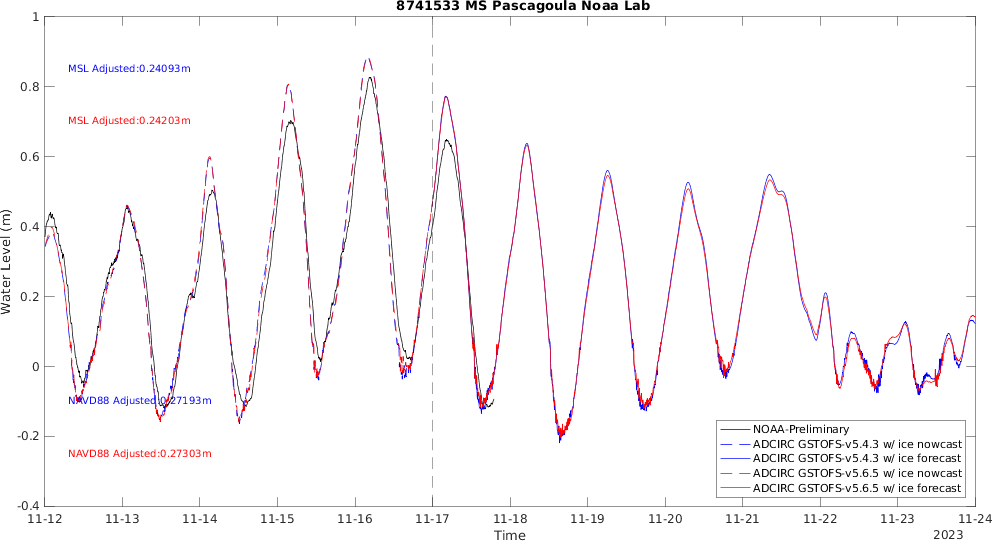 8741533 MS Pascagoula Noaa Lab
1
0.8
0.6
0.4
0.2
0
-0.2
-0.4
Water Level (m)
MSL Adjusted:0.24093m
MSL Adjusted:0.24203m
NAVD88 Adjusted:0.27193m
NAVD88 Adjusted:0.27303m
NOAA-Preliminary
ADCIRC GSTOFS-v5.4.3 w/ ice nowcast
ADCIRC GSTOFS-v5.4.3 w/ ice forecast
ADCIRC GSTOFS-v5.6.5 w/ ice nowcast
ADCIRC GSTOFS-v5.6.5 w/ ice forecast
11-12 11-13 11-14 11-15 11-16 11-17 11-18 11-19 11-20 11-21 11-22 11-23 11-24
Time
2023